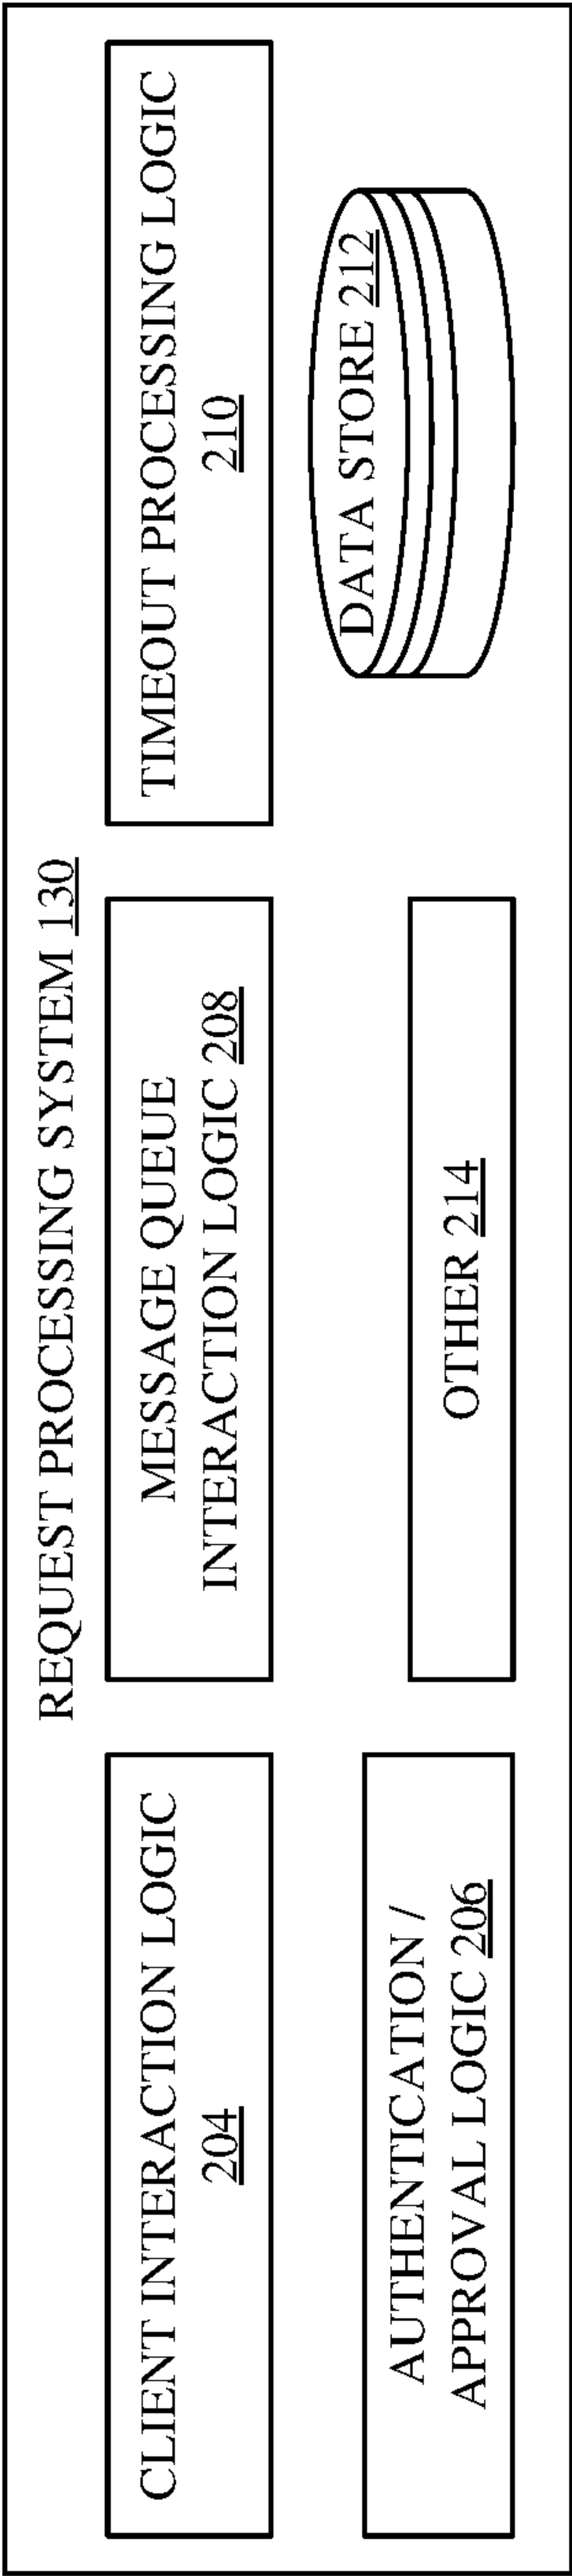 REQUEST PROCESSING SYSTEM 130
CLIENT INTERACTION LOGIC
204
MESSAGE QUEUE
INTERACTION LOGIC 208
TIMEOUT PROCESSING LOGIC
210
AUTHENTICATION /
APPROVAL LOGIC 206
OTHER 214
DATA STORE 212